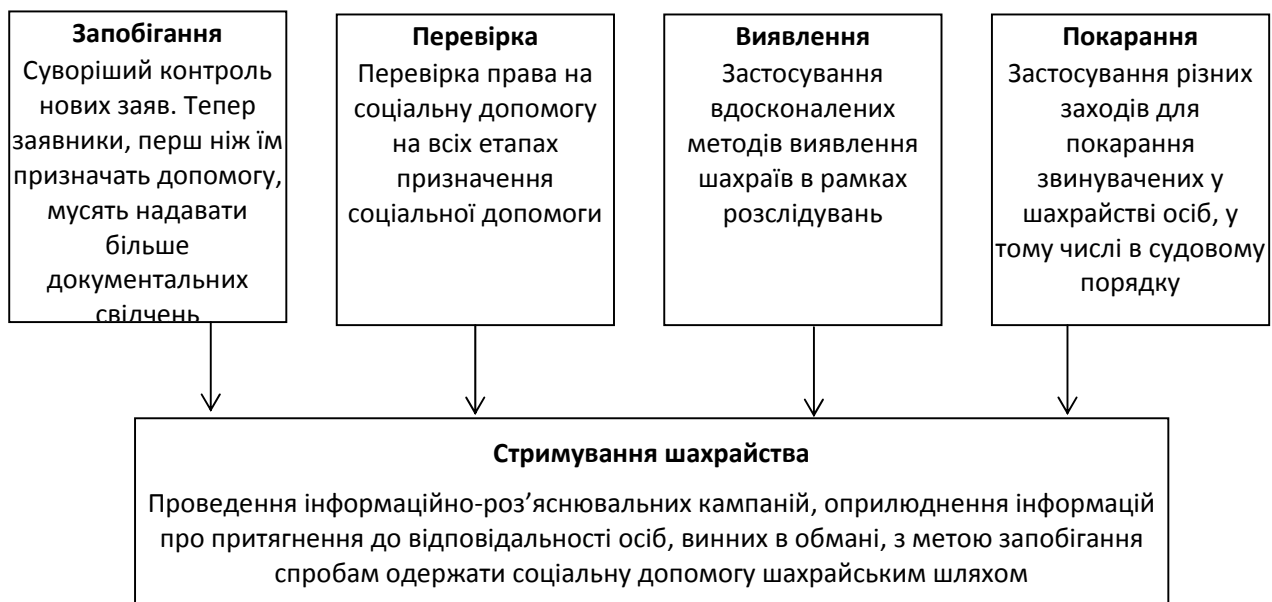 Запобігання
Суворіший контроль
нових заяв. Тепер
заявники, перш ніж їм
призначать допомогу,
мусять надавати
більше
документальних
свідчень
Перевірка
Перевірка права на
соціальну допомогу
на всіх етапах
призначення
соціальної допомоги
Виявлення
Застосування
вдосконалених
методів виявлення
шахраїв в рамках
розслідувань
Покарання
Застосування різних
заходів для
покарання
звинувачених у
шахрайстві осіб, у
тому числі в судовому
порядку
Стримування шахрайства
Проведення інформаційно-роз’яснювальних кампаній, оприлюднення інформацій
про притягнення до відповідальності осіб, винних в обмані, з метою запобігання
спробам одержати соціальну допомогу шахрайським шляхом